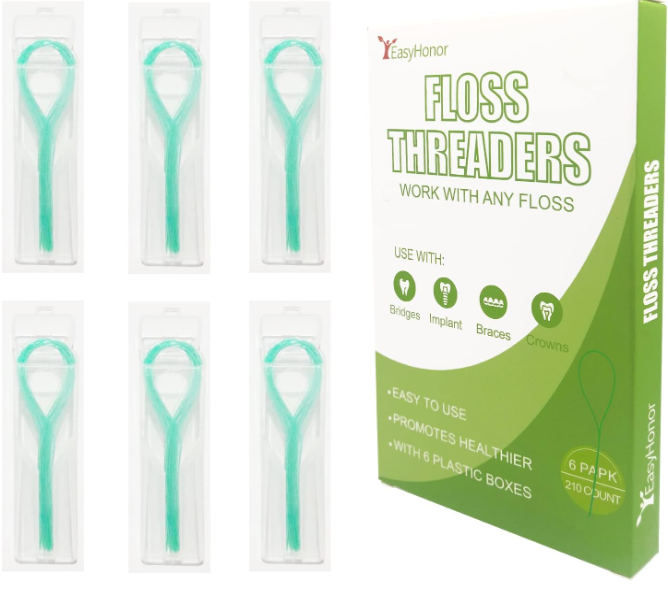 EasyHonor
FLOSS
THREADERS
WORK WITH ANY FLOSS
USE WITH:
Bridges Implant Braces Crowns
•EASY TO USE
•PROMOTES HEALTHIER
•WITH 6 PLASTIC BOXES
6 PAPK
210 COUNT
FLOSS THREADERS
EasyHonor